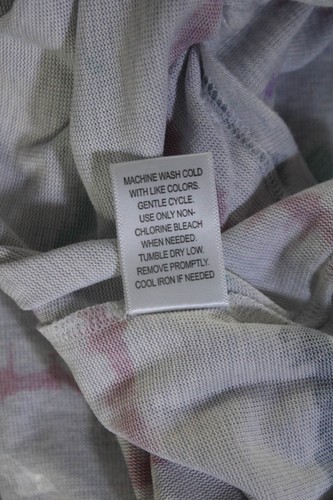 MACHINE WASH COLD
WITH LIKE COLORS.
GENTLE CYCLE.
USE ONLY NON-
CHLORINE BLEACH
WHEN NEEDED.
TUMBLE DRY LOW.
REMOVE PROMPTLY.
COOL IRON IF NEEDED